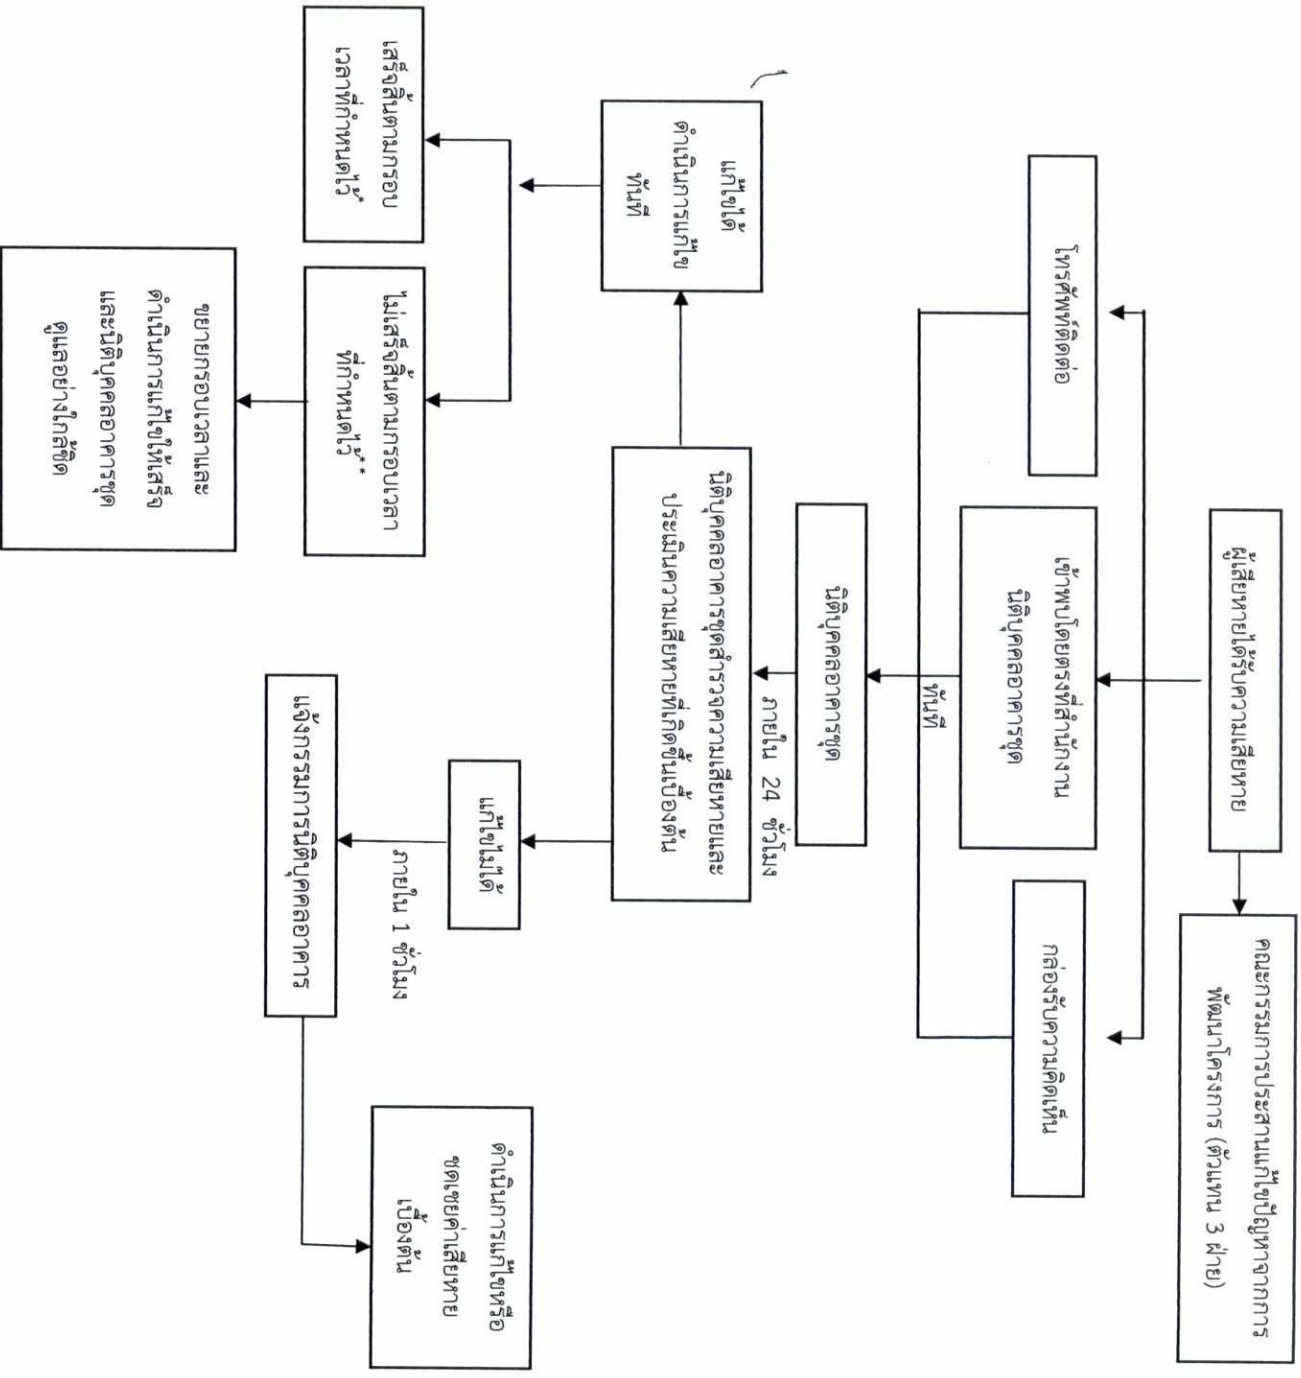 ผู้เสียหายได้รับความเสียหาย
คณะกรรมการประสานแก้ไขปัญหาจากการ
พัฒนาโครงการ (ตัวแทน 3 ฝ่าย)
โทรศัพท์ติดต่อ
เข้าพบโดยตรงที่สำนักงาน
นิติบุคคลอาคารชุด
กล่องรับความคิดเห็น
ทันที
นิติบุคคลอาคารชุด
ภายใน 24 ชั่วโมง
นิติบุคคลอาคารชุดสำรวจความเสียหายและ
ประเมินความเสียหายที่เกิดขึ้นเบื้องต้น
แก้ไขได้
ดำเนินการแก้ไข
ทันที
แก้ไขไม่ได้
ภายใน 1 ชั่วโมง
เสร็จสิ้นตามกรอบ
เวลาที่กำหนดไว้*
ไม่เสร็จสิ้นตามกรอบเวลา
ที่กำหนดไว้**
แจ้งกรรมการนิติบุคคลอาคาร
ดำเนินการแก้ไขหรือ
ชดเชยค่าเสียหาย
เบื้องต้น
ขยายกรอบเวลาและ
ดำเนินการแก้ไขให้เสร็จ
และนิติบุคคลอาคารชุด
ดูแลอย่างใกล้ชิด